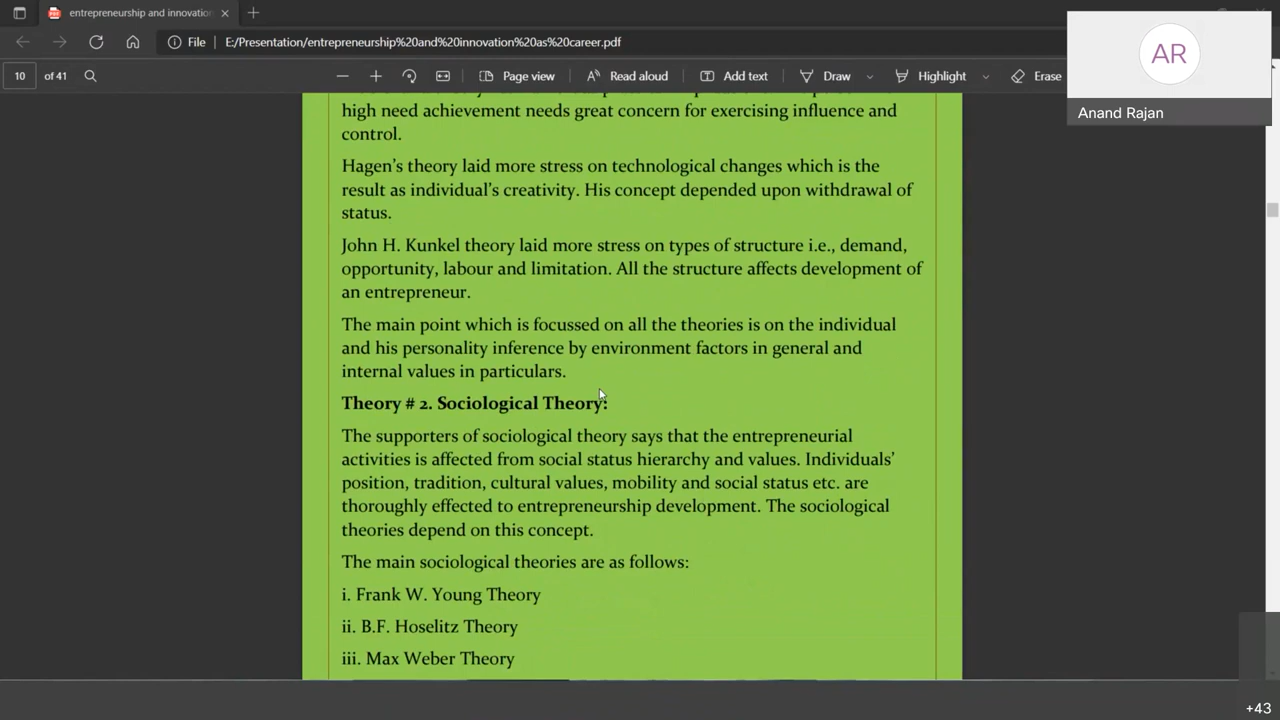 entrepreneurship and innovation
File E:/Presentation/entrepreneurship%20and%20innovation%20as%20career.pdf
AR
Anand Rajan
10 of 41
Page view
Read aloud
Add text
Draw
Highlight
Erase
high need achievement needs great concern for exercising influence and
control.
Hagen's theory laid more stress on technological changes which is the
result as individual's creativity. His concept depended upon withdrawal of
status.
John H. Kunkel theory laid more stress on types of structure i.e., demand,
opportunity, labour and limitation. All the structure affects development of
an entrepreneur.
The main point which is focussed on all the theories is on the individual
and his personality inference by environment factors in general and
internal values in particulars.
Theory # 2. Sociological Theory:
The supporters of sociological theory says that the entrepreneurial
activities is affected from social status hierarchy and values. Individuals'
position, tradition, cultural values, mobility and social status etc. are
thoroughly effected to entrepreneurship development. The sociological
theories depend on this concept.
The main sociological theories are as follows:
i. Frank W. Young Theory
ii. B.F. Hoselitz Theory
iii. Max Weber Theory
+43